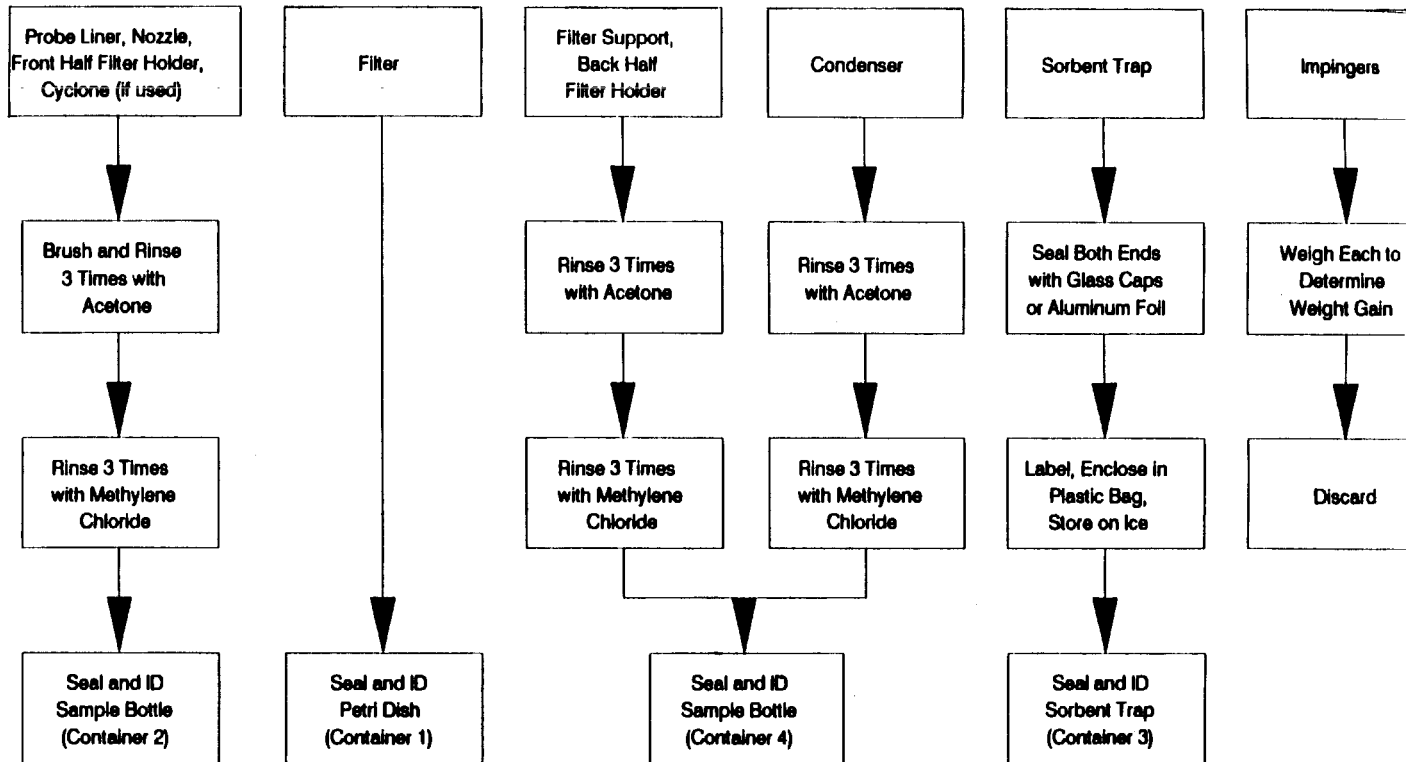 Probe Liner, Nozzle,
Front Half Filter Holder,
Cyclone (if used)
Filter
Filter Support,
Back Half
Filter Holder
Condenser
Sorbent Trap
Impingers
Brush and Rinse
3 Times with
Acetone
Rinse 3 Times
with Acetone
Rinse 3 Times
with Acetone
Seal Both Ends
with Glass Caps
or Aluminum Foil
Weigh Each to
Determine
Weight Gain
Rinse 3 Times
with Methylene
Chloride
Rinse 3 Times
with Methylene
Chloride
Rinse 3 Times
with Methylene
Chloride
Label, Enclose in
Plastic Bag,
Store on Ice
Discard
Seal and ID
Sample Bottle
(Container 2)
Seal and ID
Petri Dish
(Container 1)
Seal and ID
Sample Bottle
(Container 4)
Seal and ID
Sorbent Trap
(Container 3)